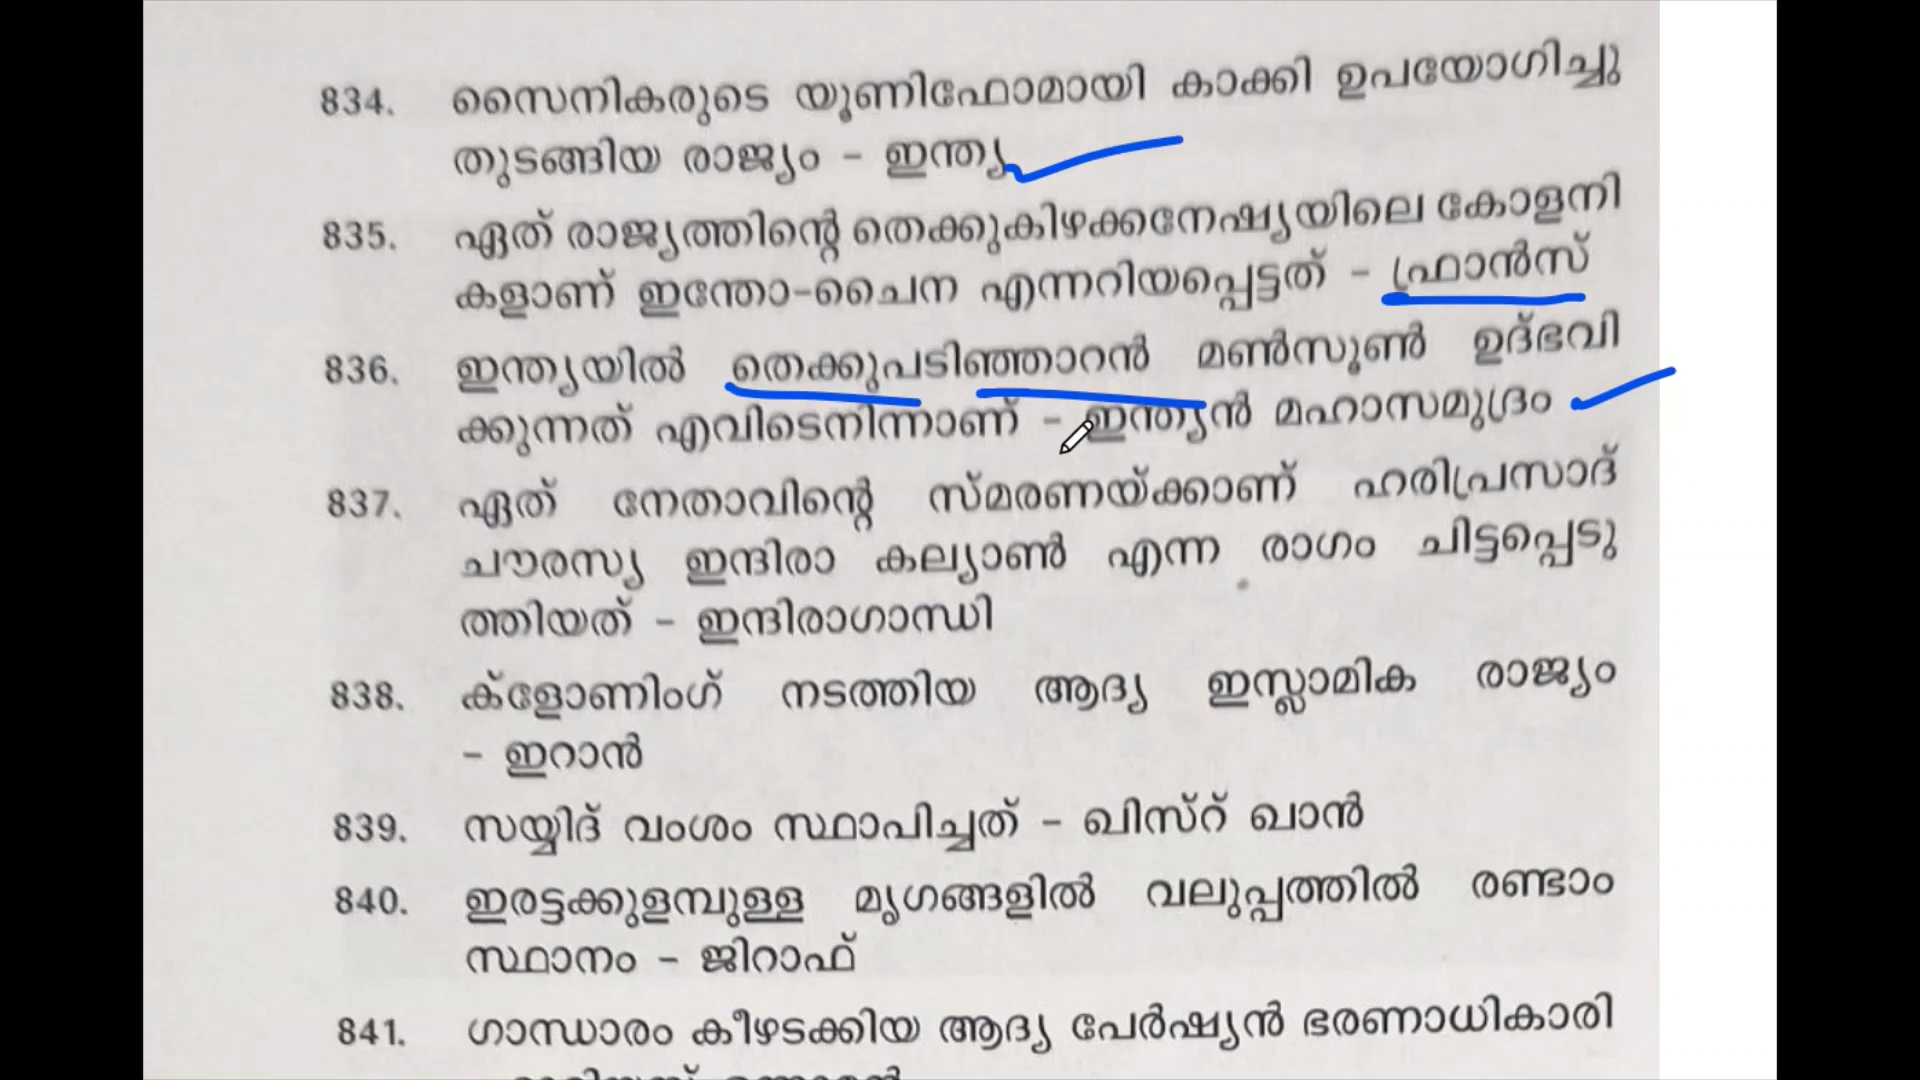 834. സൈനികരുടെ യൂണിഫോമായി കാക്കി ഉപയോഗിച്ചു
തുടങ്ങിയ രാജ്യം - ഇന്ത്യ
835. ഏത് രാജ്യത്തിന്റെ തെക്കുകിഴക്കനേഷ്യയിലെ കോളനി
കളാണ് ഇന്തോ-ചൈന എന്നറിയപ്പെട്ടത് - ഫ്രാൻസ്
836. ഇന്ത്യയിൽ തെക്കുപടിഞ്ഞാറൻ മൺസൂൺ ഉദ്ഭവി
ക്കുന്നത് എവിടെനിന്നാണ് - ഇന്ത്യൻ മഹാസമുദ്രം
837. ഏത് നേതാവിന്റെ സ്മരണയ്ക്കാണ് ഹരിപ്രസാദ്
ചൗരസ്യ ഇന്ദിരാ കല്യാൺ എന്ന രാഗം ചിട്ടപ്പെടു
ത്തിയത് - ഇന്ദിരാഗാന്ധി
838. ക്ളോണിംഗ് നടത്തിയ ആദ്യ ഇസ്ലാമിക രാജ്യം
- ഇറാൻ
839. സയ്യിദ് വംശം സ്ഥാപിച്ചത് - ഖിസ്റ് ഖാൻ
840. ഇരട്ടക്കുളമ്പുള്ള മൃഗങ്ങളിൽ വലുപ്പത്തിൽ രണ്ടാം
സ്ഥാനം - ജിറാഫ്
841. ഗാന്ധാരം കീഴടക്കിയ ആദ്യ പേർഷ്യൻ ഭരണാധികാരി